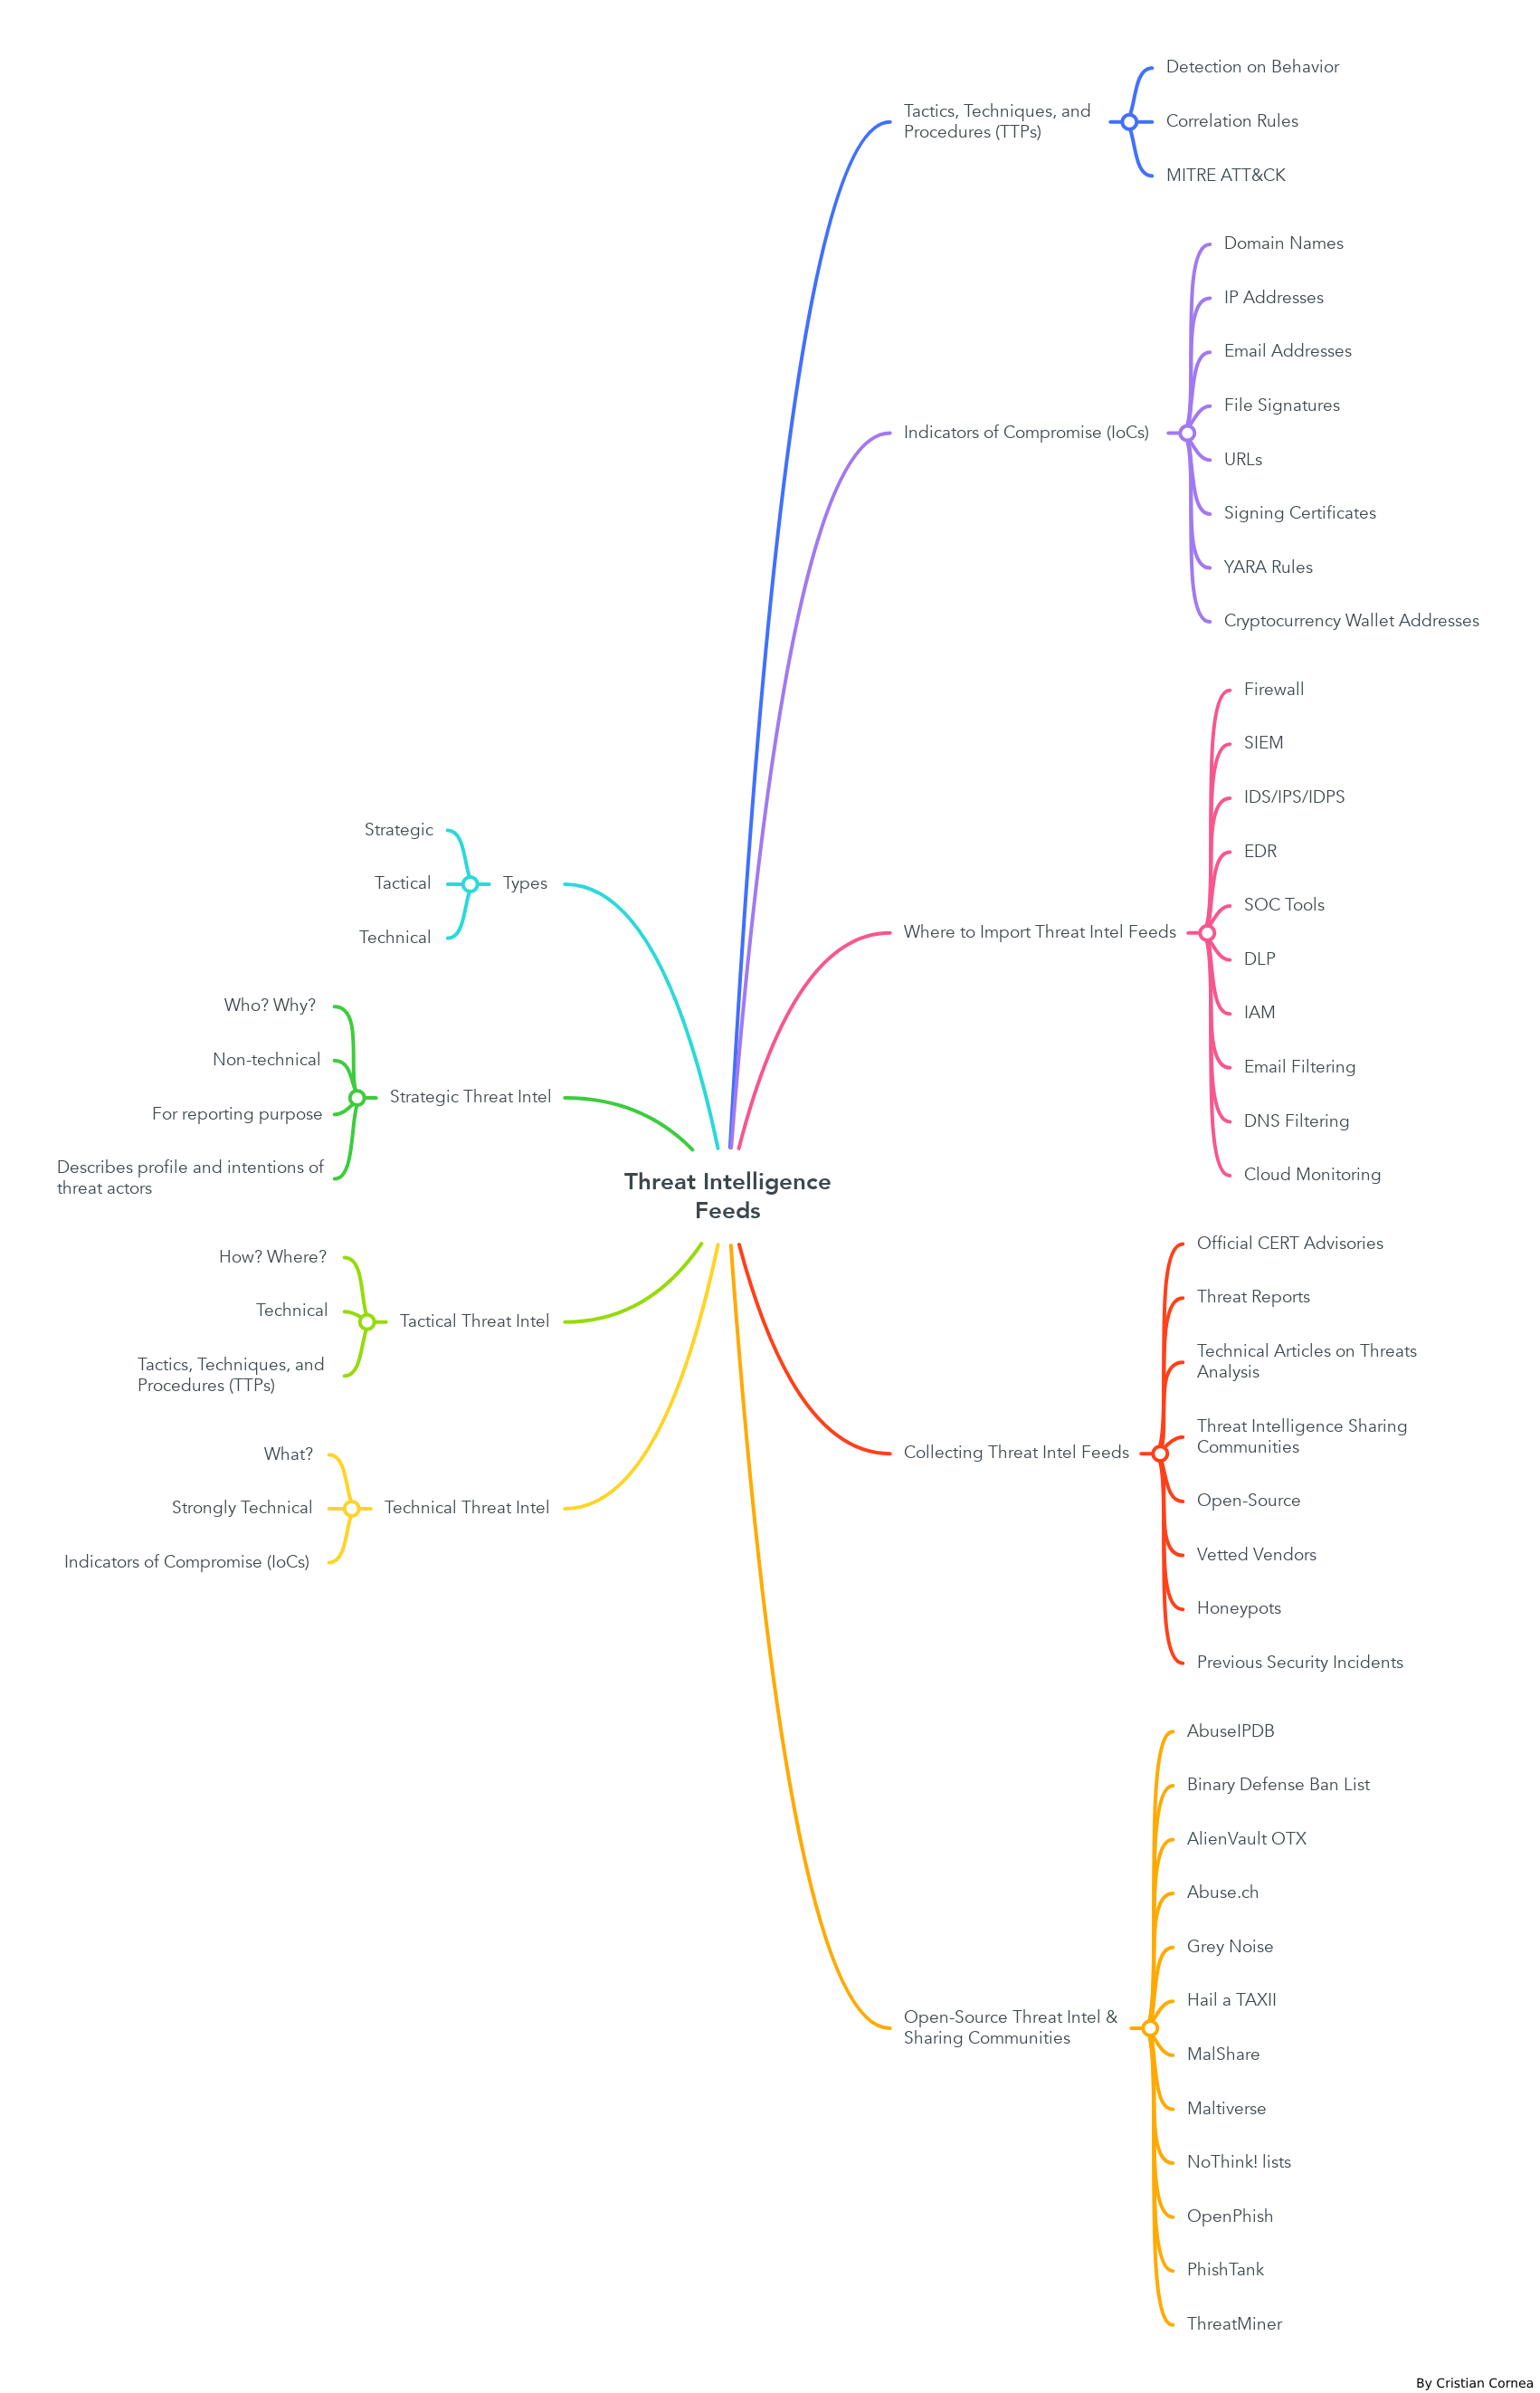 Threat Intelligence
Feeds
Types
Strategic
Tactical
Technical
Strategic Threat Intel
Who? Why?
Non-technical
For reporting purpose
Describes profile and intentions of
threat actors
Tactical Threat Intel
How? Where?
Technical
Tactics, Techniques, and
Procedures (TTPs)
Technical Threat Intel
What?
Strongly Technical
Indicators of Compromise (IoCs)
Tactics, Techniques, and
Procedures (TTPs)
Detection on Behavior
Correlation Rules
MITRE ATT&CK
Indicators of Compromise (IoCs)
Domain Names
IP Addresses
Email Addresses
File Signatures
URLs
Signing Certificates
YARA Rules
Cryptocurrency Wallet Addresses
Where to Import Threat Intel Feeds
Firewall
SIEM
IDS/IPS/IDPS
EDR
SOC Tools
DLP
IAM
Email Filtering
DNS Filtering
Cloud Monitoring
Collecting Threat Intel Feeds
Official CERT Advisories
Threat Reports
Technical Articles on Threats
Analysis
Threat Intelligence Sharing
Communities
Open-Source
Vetted Vendors
Honeypots
Previous Security Incidents
Open-Source Threat Intel &
Sharing Communities
AbuseIPDB
Binary Defense Ban List
AlienVault OTX
Abuse.ch
Grey Noise
Hail a TAXII
MalShare
Maltiverse
NoThink! lists
OpenPhish
PhishTank
ThreatMiner
By Cristian Cornea